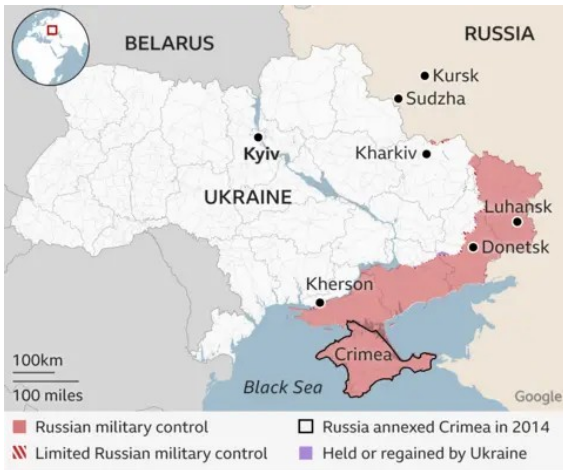 BELARUS
RUSSIA
Kursk
Sudzha
Kyiv
Kharkiv
UKRAINE
Luhansk
Donetsk
Kherson
Crimea
100km
100 miles
Black Sea
Google
Russian military control
Russia annexed Crimea in 2014
Limited Russian military control
Held or regained by Ukraine